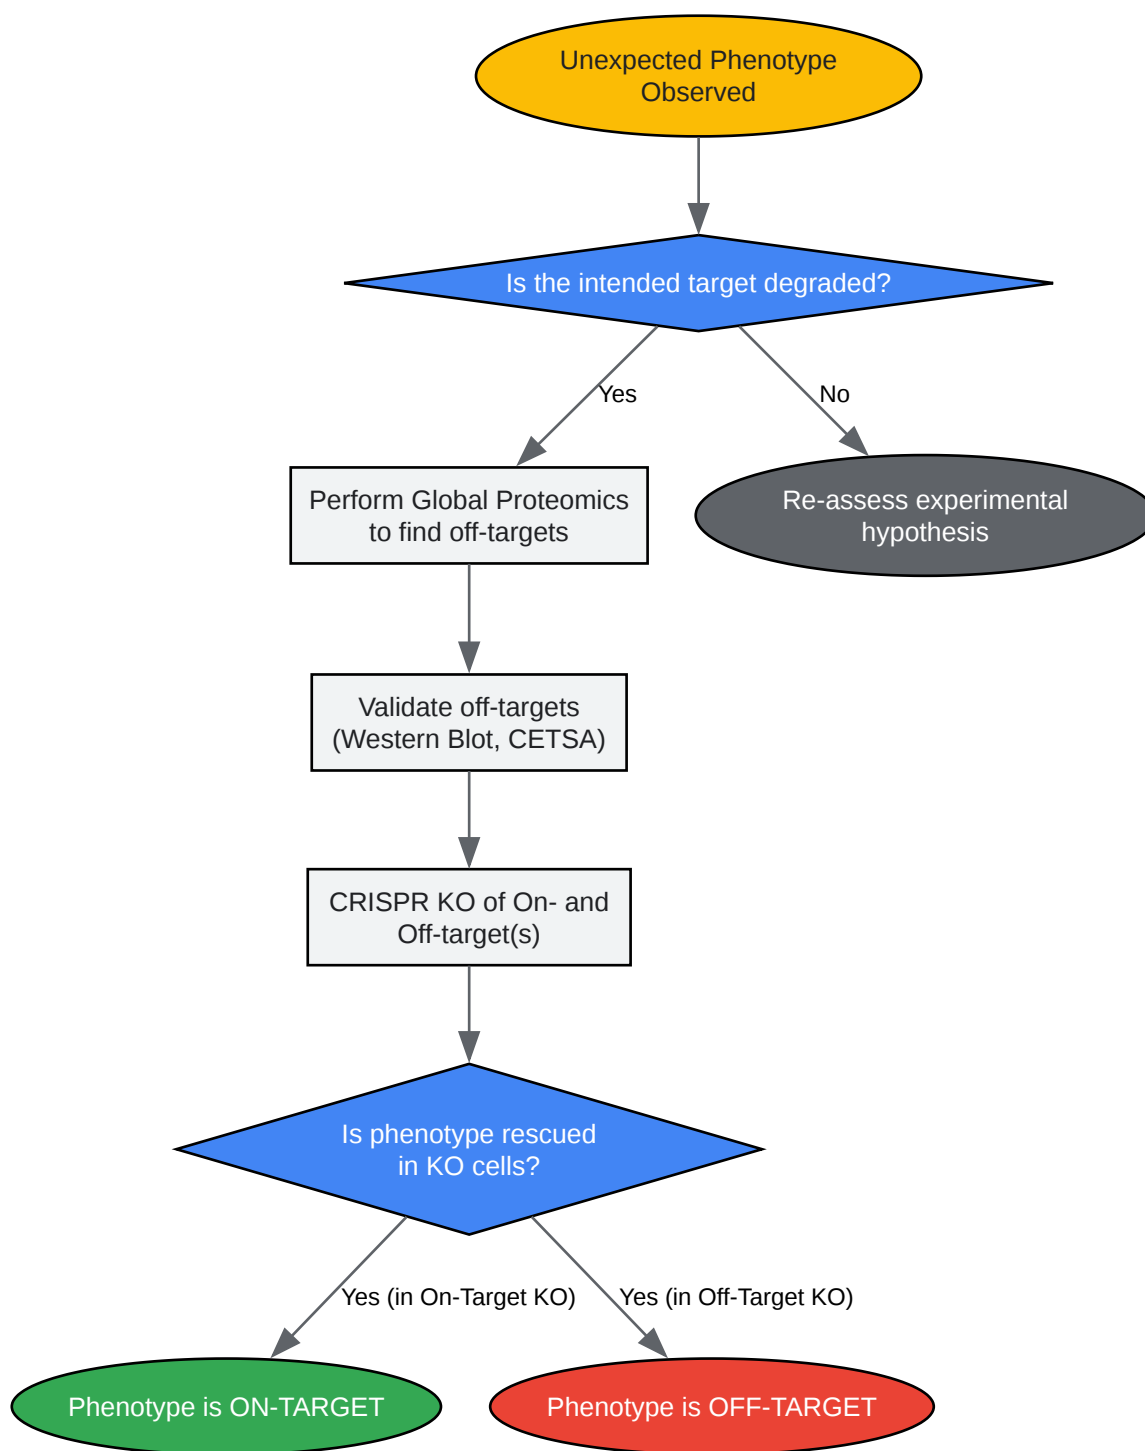 Unexpected Phenotype
Observed
Is the intended target degraded?
Yes
No
Perform Global Proteomics
to find off-targets
Re-assess experimental
hypothesis
Validate off-targets
(Western Blot, CETSA)
CRISPR KO of On- and
Off-target(s)
Is phenotype rescued
in KO cells?
Yes (in On-Target KO)
Yes (in Off-Target KO)
Phenotype is ON-TARGET
Phenotype is OFF-TARGET